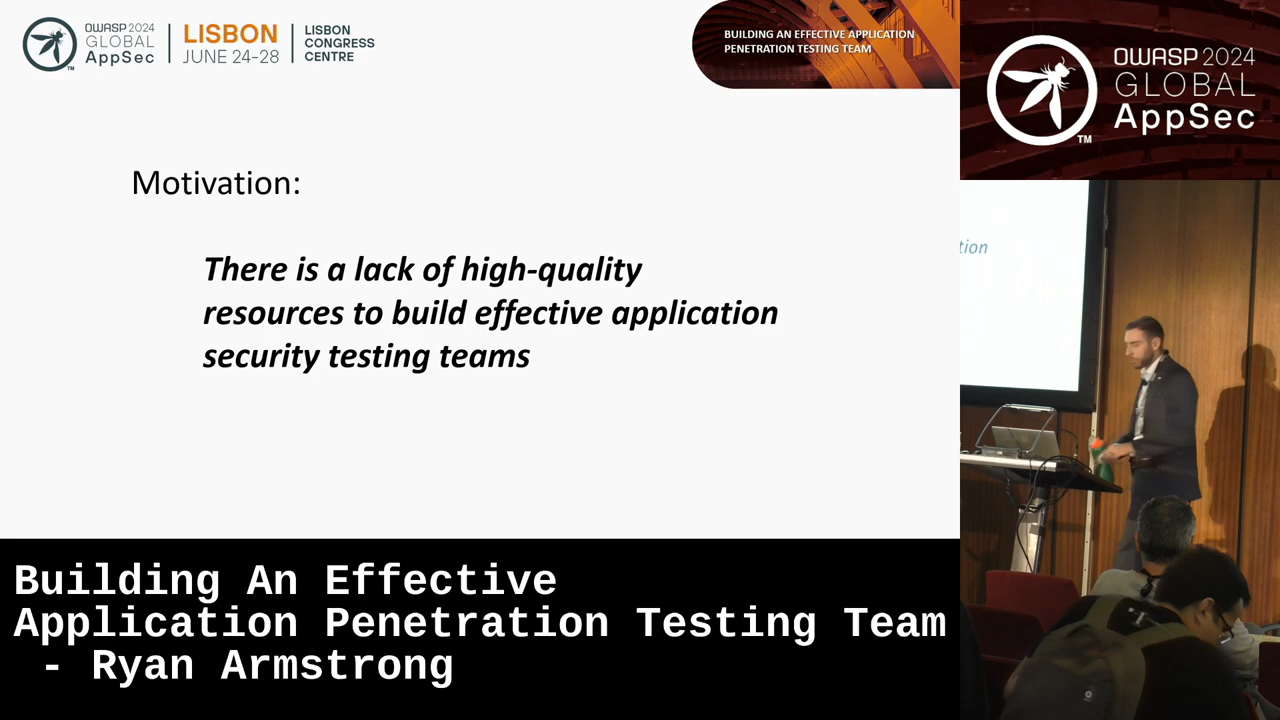 OWASP 2024
GLOBAL
AppSec
TM
LISBON
JUNE 24-28
LISBON
CONGRESS
CENTRE
BUILDING AN EFFECTIVE APPLICATION
PENETRATION TESTING TEAM
OWASP 2024
GLOBAL
AppSec
TM
Motivation:
There is a lack of high-quality
resources to build effective application
security testing teams
tion
Building An Effective
Application Penetration Testing Team
- Ryan Armstrong